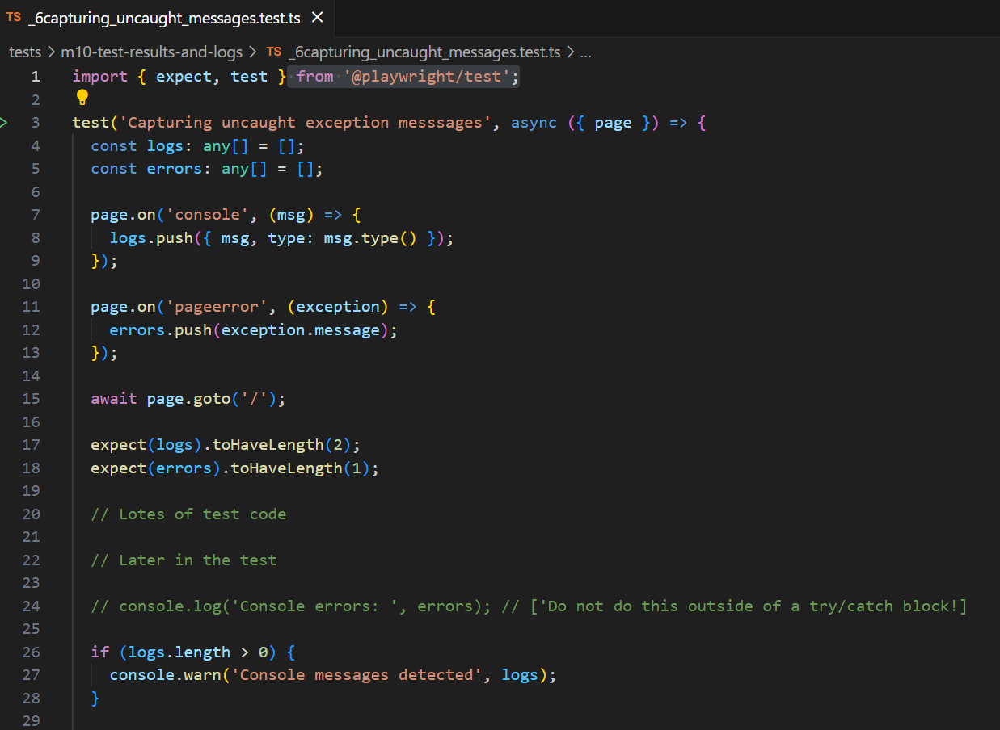 TS _6capturing_uncaught_messages.test.ts ×
tests > m10-test-results-and-logs > TS _6capturing_uncaught_messages.test.ts > ...
1 import { expect, test } from '@playwright/test';
2
3 test('Capturing uncaught exception messsages', async ({ page }) => {
4 const logs: any[] = [];
5 const errors: any[] = [];
6
7 page.on('console', (msg) => {
8 logs.push({ msg, type: msg.type() });
9 });
10
11 page.on('pageerror', (exception) => {
12 errors.push(exception.message);
13 });
14
15 await page.goto('/');
16
17 expect(logs).toHaveLength(2);
18 expect(errors).toHaveLength(1);
19
20 // Lotes of test code
21
22 // Later in the test
23
24 // console.log('Console errors: ', errors); // ['Do not do this outside of a try/catch block!]
25
26 if (logs.length > 0) {
27 console.warn('Console messages detected', logs);
28 }
29